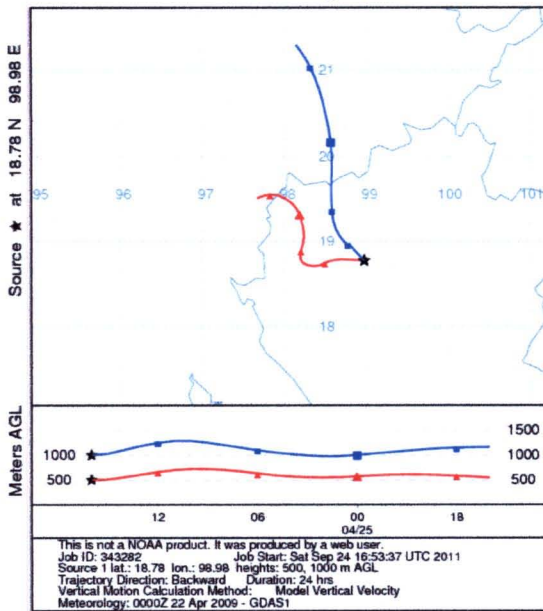 Source ★ at 18.78 N 98.98 E
21
20
95 96 97 98 99 100 101
19
18
Meters AGL
1500
1000 1000
500 500
12 06 00 18
04/25
This is not a NOAA product. It was produced by a web user.
Job ID: 343282 Job Start: Sat Sep 24 16:53:37 UTC 2011
Source 1 lat.: 18.78 lon.: 98.98 heights: 500, 1000 m AGL
Trajectory Direction: Backward Duration: 24 hrs
Vertical Motion Calculation Method: Model Vertical Velocity
Meteorology: 0000Z 22 Apr 2009 - GDAS1